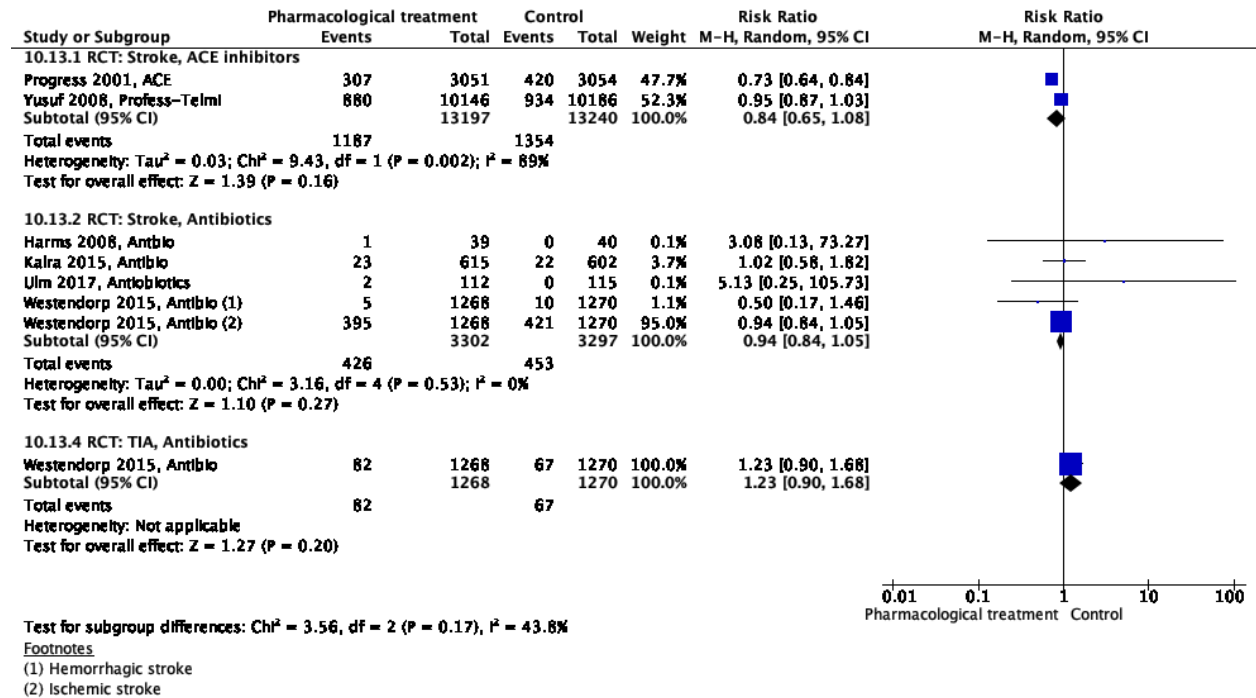 Pharmacological treatment Control Risk Ratio Risk Ratio
Study or Subgroup Events Total Events Total Weight M-H, Random, 95% CI M-H, Random, 95% CI
10.13.1 RCT: Stroke, ACE inhibitors
Progress 2001, ACE 307 3051 420 3054 47.7% 0.73 [0.64, 0.84]
Yusuf 2008, Profess-Telmi 880 10146 934 10186 52.3% 0.95 [0.87, 1.03]
Subtotal (95% CI) 13197 13240 100.0% 0.84 [0.65, 1.08]
Total events 1187 1354
Heterogeneity: Tau² = 0.03; Chi² = 9.43, df = 1 (P = 0.002); I² = 89%
Test for overall effect: Z = 1.39 (P = 0.16)
10.13.2 RCT: Stroke, Antibiotics
Harms 2008, Antbio 1 39 0 40 0.1% 3.08 [0.13, 73.27]
Kalra 2015, Antibio 23 615 22 602 3.7% 1.02 [0.58, 1.82]
Ulm 2017, Antiobiotics 2 112 0 115 0.1% 5.13 [0.25, 105.73]
Westendorp 2015, Antibio (1) 5 1268 10 1270 1.1% 0.50 [0.17, 1.46]
Westendorp 2015, Antibio (2) 395 1268 421 1270 95.0% 0.94 [0.84, 1.05]
Subtotal (95% CI) 3302 3297 100.0% 0.94 [0.84, 1.05]
Total events 426 453
Heterogeneity: Tau² = 0.00; Chi² = 3.16, df = 4 (P = 0.53); I² = 0%
Test for overall effect: Z = 1.10 (P = 0.27)
10.13.4 RCT: TIA, Antibiotics
Westendorp 2015, Antibio 82 1268 67 1270 100.0% 1.23 [0.90, 1.68]
Subtotal (95% CI) 1268 1270 100.0% 1.23 [0.90, 1.68]
Total events 82 67
Heterogeneity: Not applicable
Test for overall effect: Z = 1.27 (P = 0.20)
0.01 0.1 1 10 100
Pharmacological treatment Control
Test for subgroup differences: Chi² = 3.56, df = 2 (P = 0.17), I² = 43.8%
Footnotes
(1) Hemorrhagic stroke
(2) Ischemic stroke